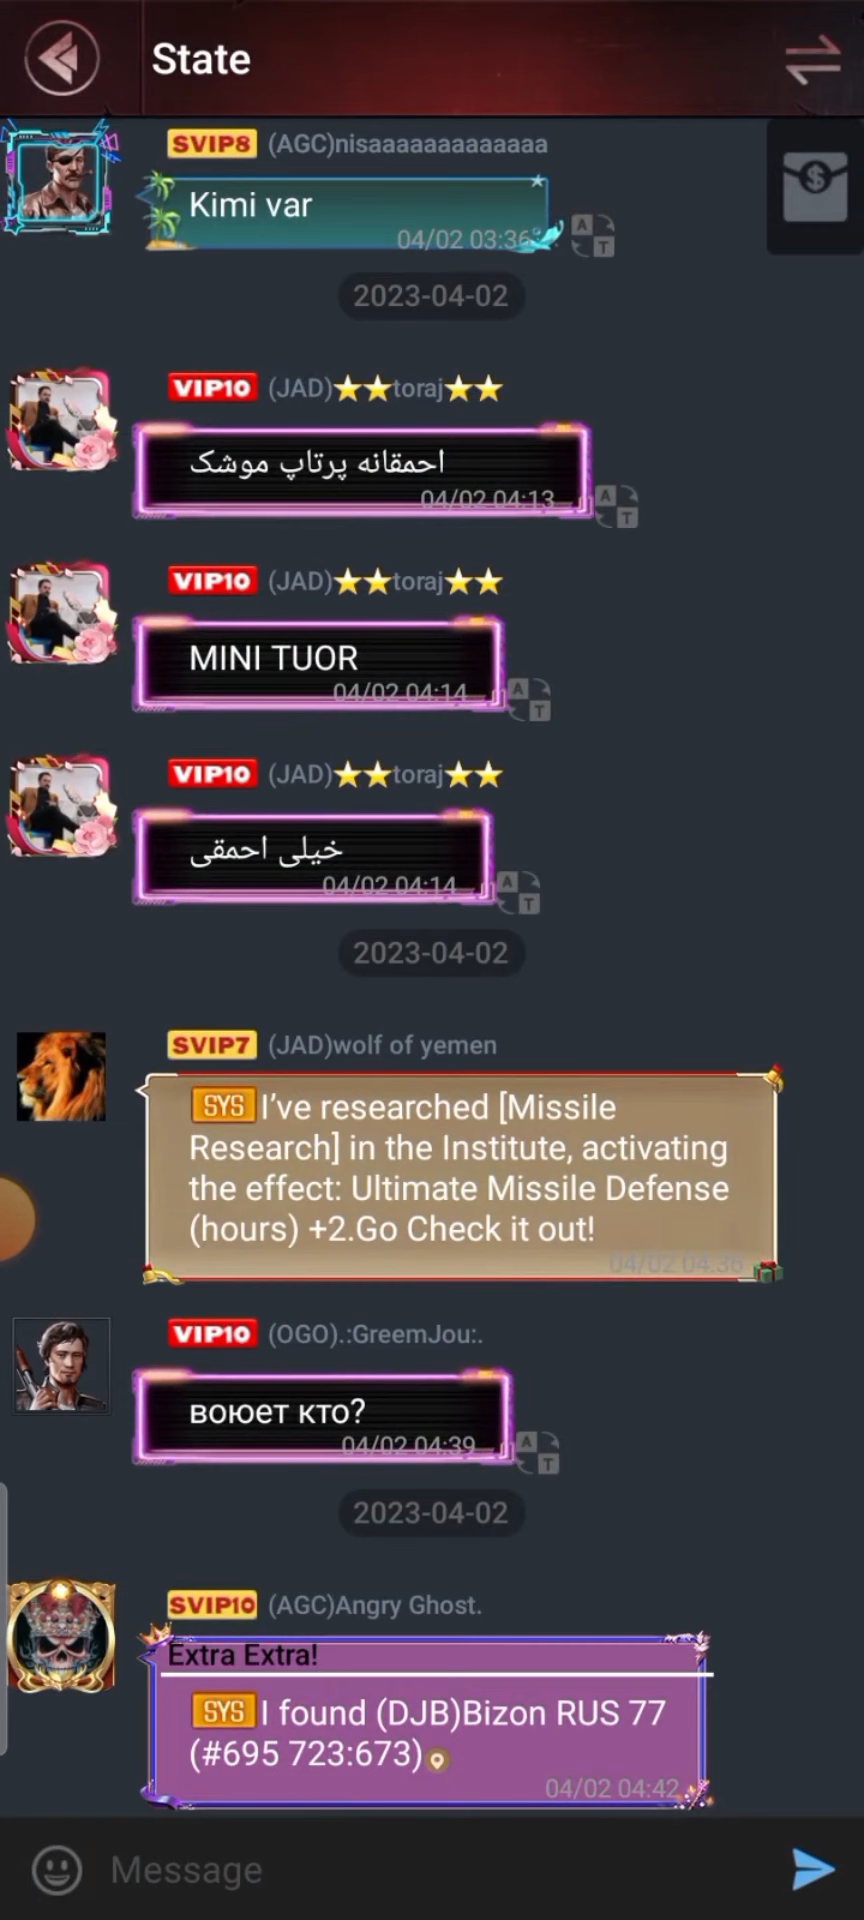 State
SVIP8 (AGC)nisaaaaaaaaaaaaa
Kimi var
04/02 03:36
2023-04-02
VIP10 (JAD)⭐⭐toraj⭐⭐
احمقانه پرتاپ موشک
04/02 04:13
VIP10 (JAD)⭐⭐toraj⭐⭐
MINI TUOR
04/02 04:14
VIP10 (JAD)⭐⭐toraj⭐⭐
خیلی احمقی
04/02 04:14
2023-04-02
SVIP7 (JAD)wolf of yemen
SYS I’ve researched [Missile
Research] in the Institute, activating
the effect: Ultimate Missile Defense
(hours) +2.Go Check it out!
04/02 04:36
VIP10 (OGO).:GreemJou:.
воюет кто?
04/02 04:39
2023-04-02
SVIP10 (AGC)Angry Ghost.
Extra Extra!
SYS I found (DJB)Bizon RUS 77
(#695 723:673)
04/02 04:42
Message